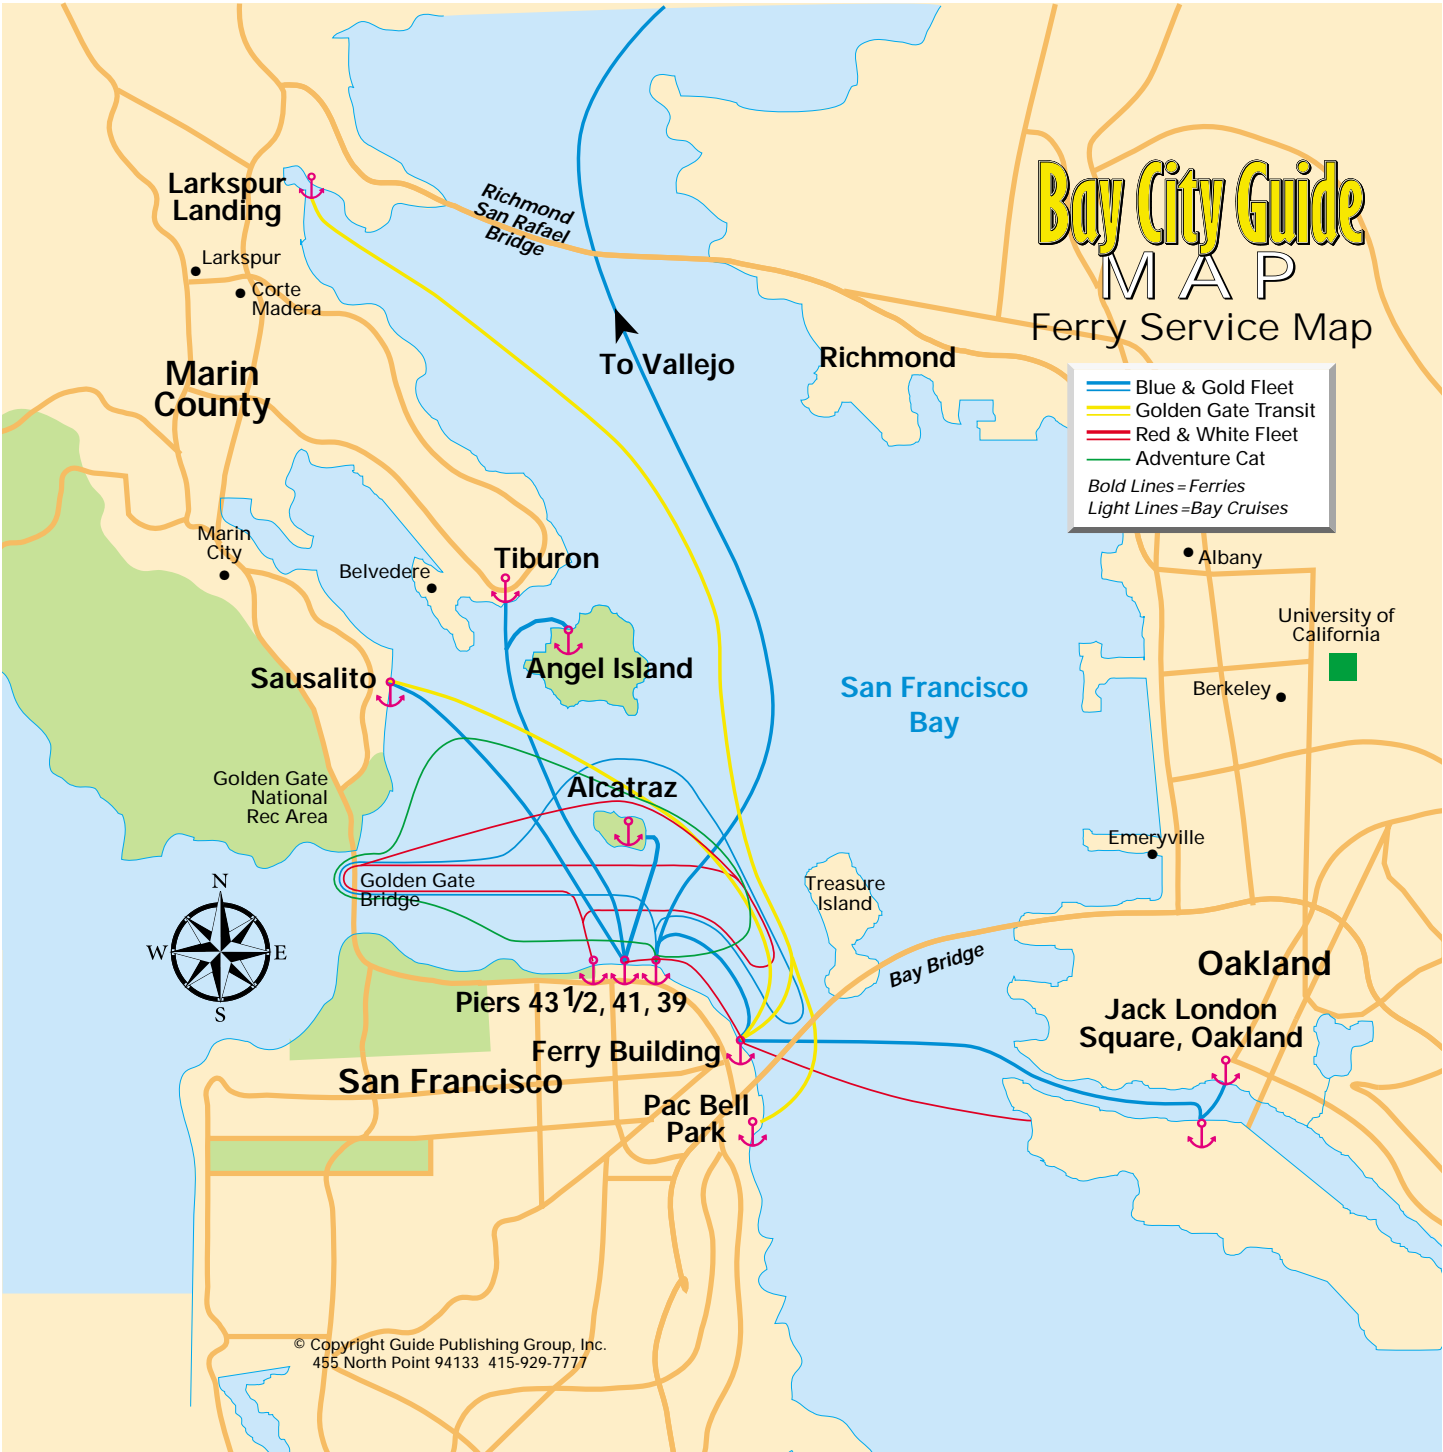 Bay City Guide
MAP
Ferry Service Map
Blue & Gold Fleet
Golden Gate Transit
Red & White Fleet
Adventure Cat
Bold Lines = Ferries
Light Lines =Bay Cruises
Larkspur
Landing
Richmond
San Rafael
Bridge
Larkspur
Corte
Madera
To Vallejo
Richmond
Marin
County
Marin
City
Belvedere
Tiburon
Albany
University of
California
Angel Island
Sausalito
San Francisco
Bay
Berkeley
Golden Gate
National
Rec Area
Alcatraz
Emeryville
Golden Gate
Bridge
Treasure
Island
N
W
E
S
Bay Bridge
Oakland
Piers 43 1/2, 41, 39
Jack London
Square, Oakland
Ferry Building
San Francisco
Pac Bell
Park
© Copyright Guide Publishing Group, Inc.
455 North Point 94133 415-929-7777